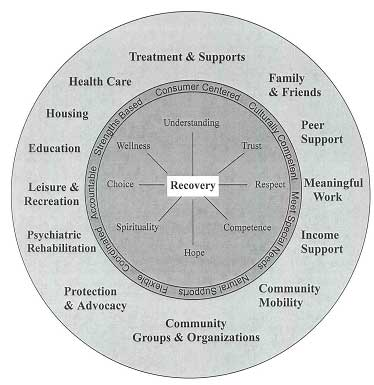 Treatment & Supports
Family
& Friends
Peer
Support
Meaningful
Work
Income
Support
Community
Mobility
Community
Groups & Organizations
Protection
& Advocacy
Psychiatric
Rehabilitation
Leisure &
Recreation
Education
Housing
Health Care
Consumer Centered
Culturally Competent
Meet Special Needs
Natural Supports
Flexible
Coordinated
Accountable
Strengths Based
Understanding
Trust
Respect
Competence
Hope
Spirituality
Choice
Wellness
Recovery